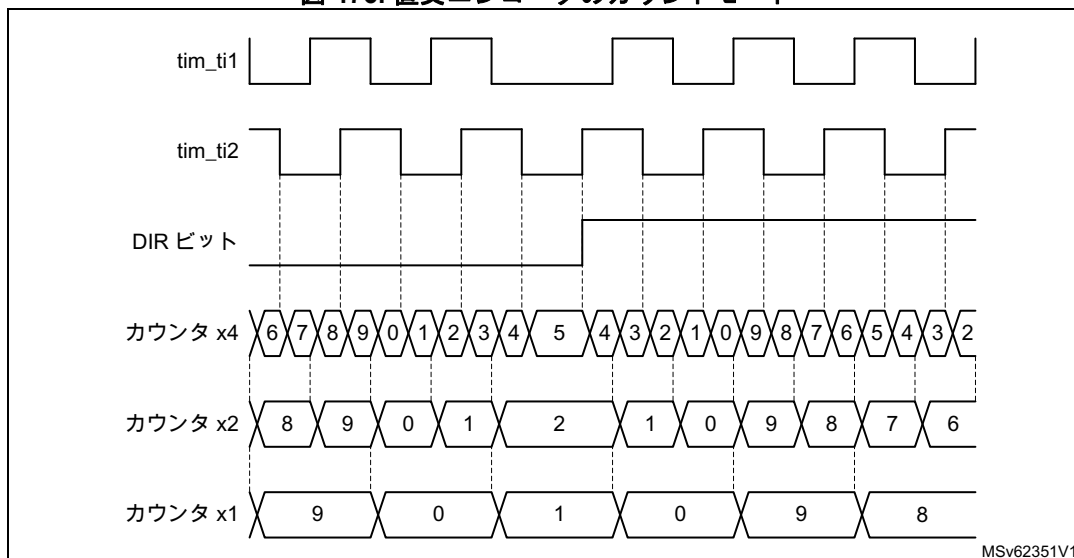 tim_ti1
tim_ti2
DIR ビット
カウンタ x4 6 7 8 9 0 1 2 3 4 5 4 3 2 1 0 9 8 7 6 5 4 3 2
カウンタ x2 8 9 0 1 2 1 0 9 8 7 6
カウンタ x1 9 0 1 0 9 8
MSv62351V1